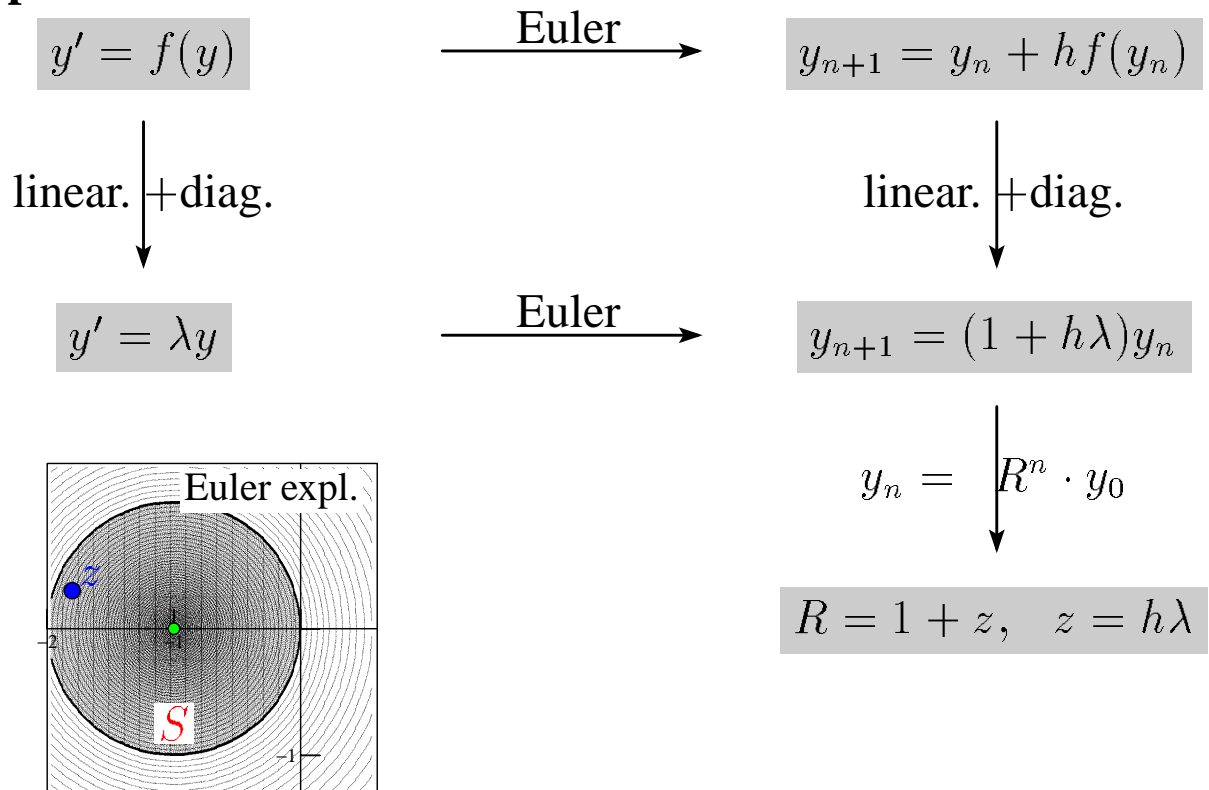 Euler
y′ = f(y)
y_{n+1} = y_n + hf(y_n)
linear. +diag.
linear. +diag.
Euler
y′ = λy
y_{n+1} = (1 + hλ)y_n
y_n = R^n · y_0
R = 1 + z, z = hλ
Euler expl.
z
−2
−1
S
−1